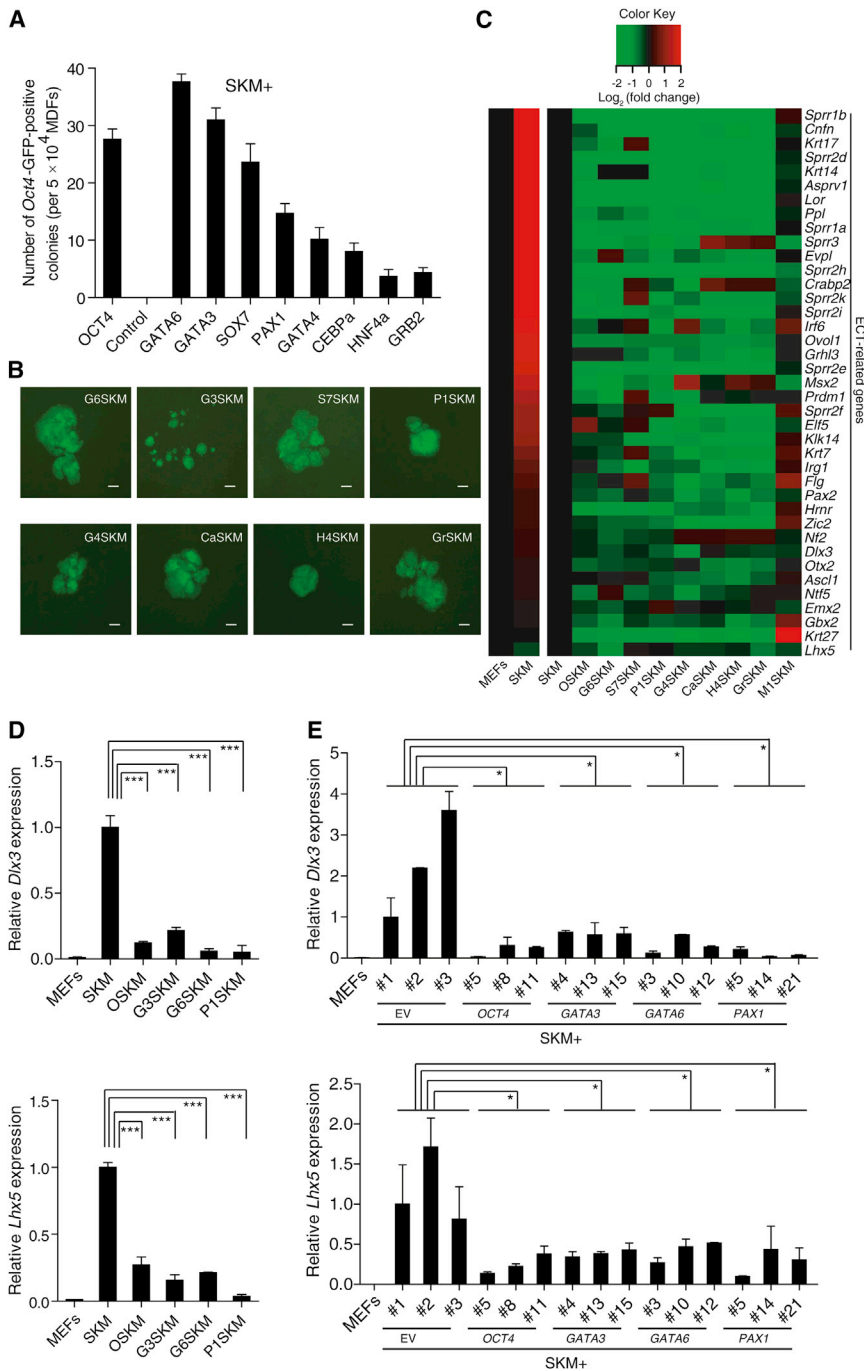 A
Number of Oct4-GFP-positive
colonies (per 5 × 10⁴ MDFs)
40
30
20
10
0
SKM+
OCT4
Control
GATA6
GATA3
SOX7
PAX1
GATA4
CEBPa
HNF4a
GRB2
B
G6SKM
G3SKM
S7SKM
P1SKM
G4SKM
CaSKM
H4SKM
GrSKM
C
Color Key
-2 -1 0 1 2
Log₂ (fold change)
Sprr1b
Cnfn
Krt17
Sprr2d
Krt14
Asprv1
Lor
Ppl
Sprr1a
Sprr3
Evpl
Sprr2h
Crabp2
Sprr2k
Sprr2i
Irf6
Ovol1
Grhl3
Sprr2e
Msx2
Prdm1
Sprr2f
Elf5
Klk14
Krt7
Irg1
Flg
Pax2
Hrnr
Zic2
Nf2
Dlx3
Otx2
Ascl1
Ntf5
Emx2
Gbx2
Krt27
Lhx5
ECT-related genes
MEFs
SKM
SKM
OSKM
G6SKM
S7SKM
P1SKM
G4SKM
CaSKM
H4SKM
GrSKM
M1SKM
D
Relative Dlx3 expression
1.5
1.0
0.5
0.0
***
***
***
***
MEFs
SKM
OSKM
G3SKM
G6SKM
P1SKM
Relative Lhx5 expression
1.5
1.0
0.5
0.0
***
***
***
***
MEFs
SKM
OSKM
G3SKM
G6SKM
P1SKM
E
Relative Dlx3 expression
5
4
3
2
1
0
*
*
*
*
MEFs
#1 #2 #3 #5 #8 #11 #4 #13 #15 #3 #10 #12 #5 #14 #21
EV OCT4 GATA3 GATA6 PAX1
SKM+
Relative Lhx5 expression
2.5
2.0
1.5
1.0
0.5
0.0
*
*
*
*
MEFs
#1 #2 #3 #5 #8 #11 #4 #13 #15 #3 #10 #12 #5 #14 #21
EV OCT4 GATA3 GATA6 PAX1
SKM+